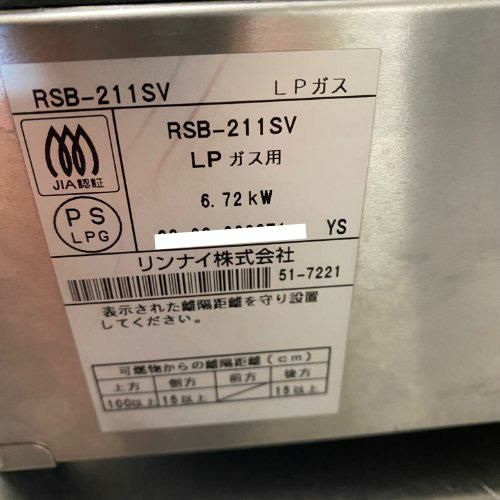 RSB-211SV LPガス
JIA認証
PS
LPG
RSB-211SV
LPガス用
6.72kW
YS
リンナイ株式会社
51-7221
表示された離隔距離を守り設置
してください。
可燃物からの離隔距離(cm)
上方 側方 前方 後方
100以上 15以上 15以上